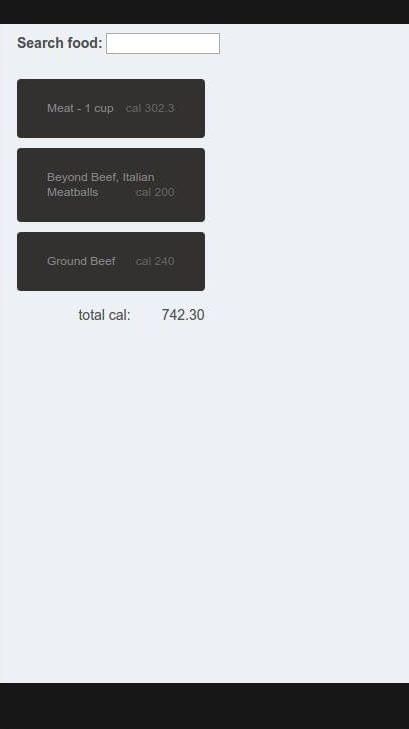 Search food:
Meat - 1 cup cal 302.3
Beyond Beef, Italian
Meatballs cal 200
Ground Beef cal 240
total cal: 742.30